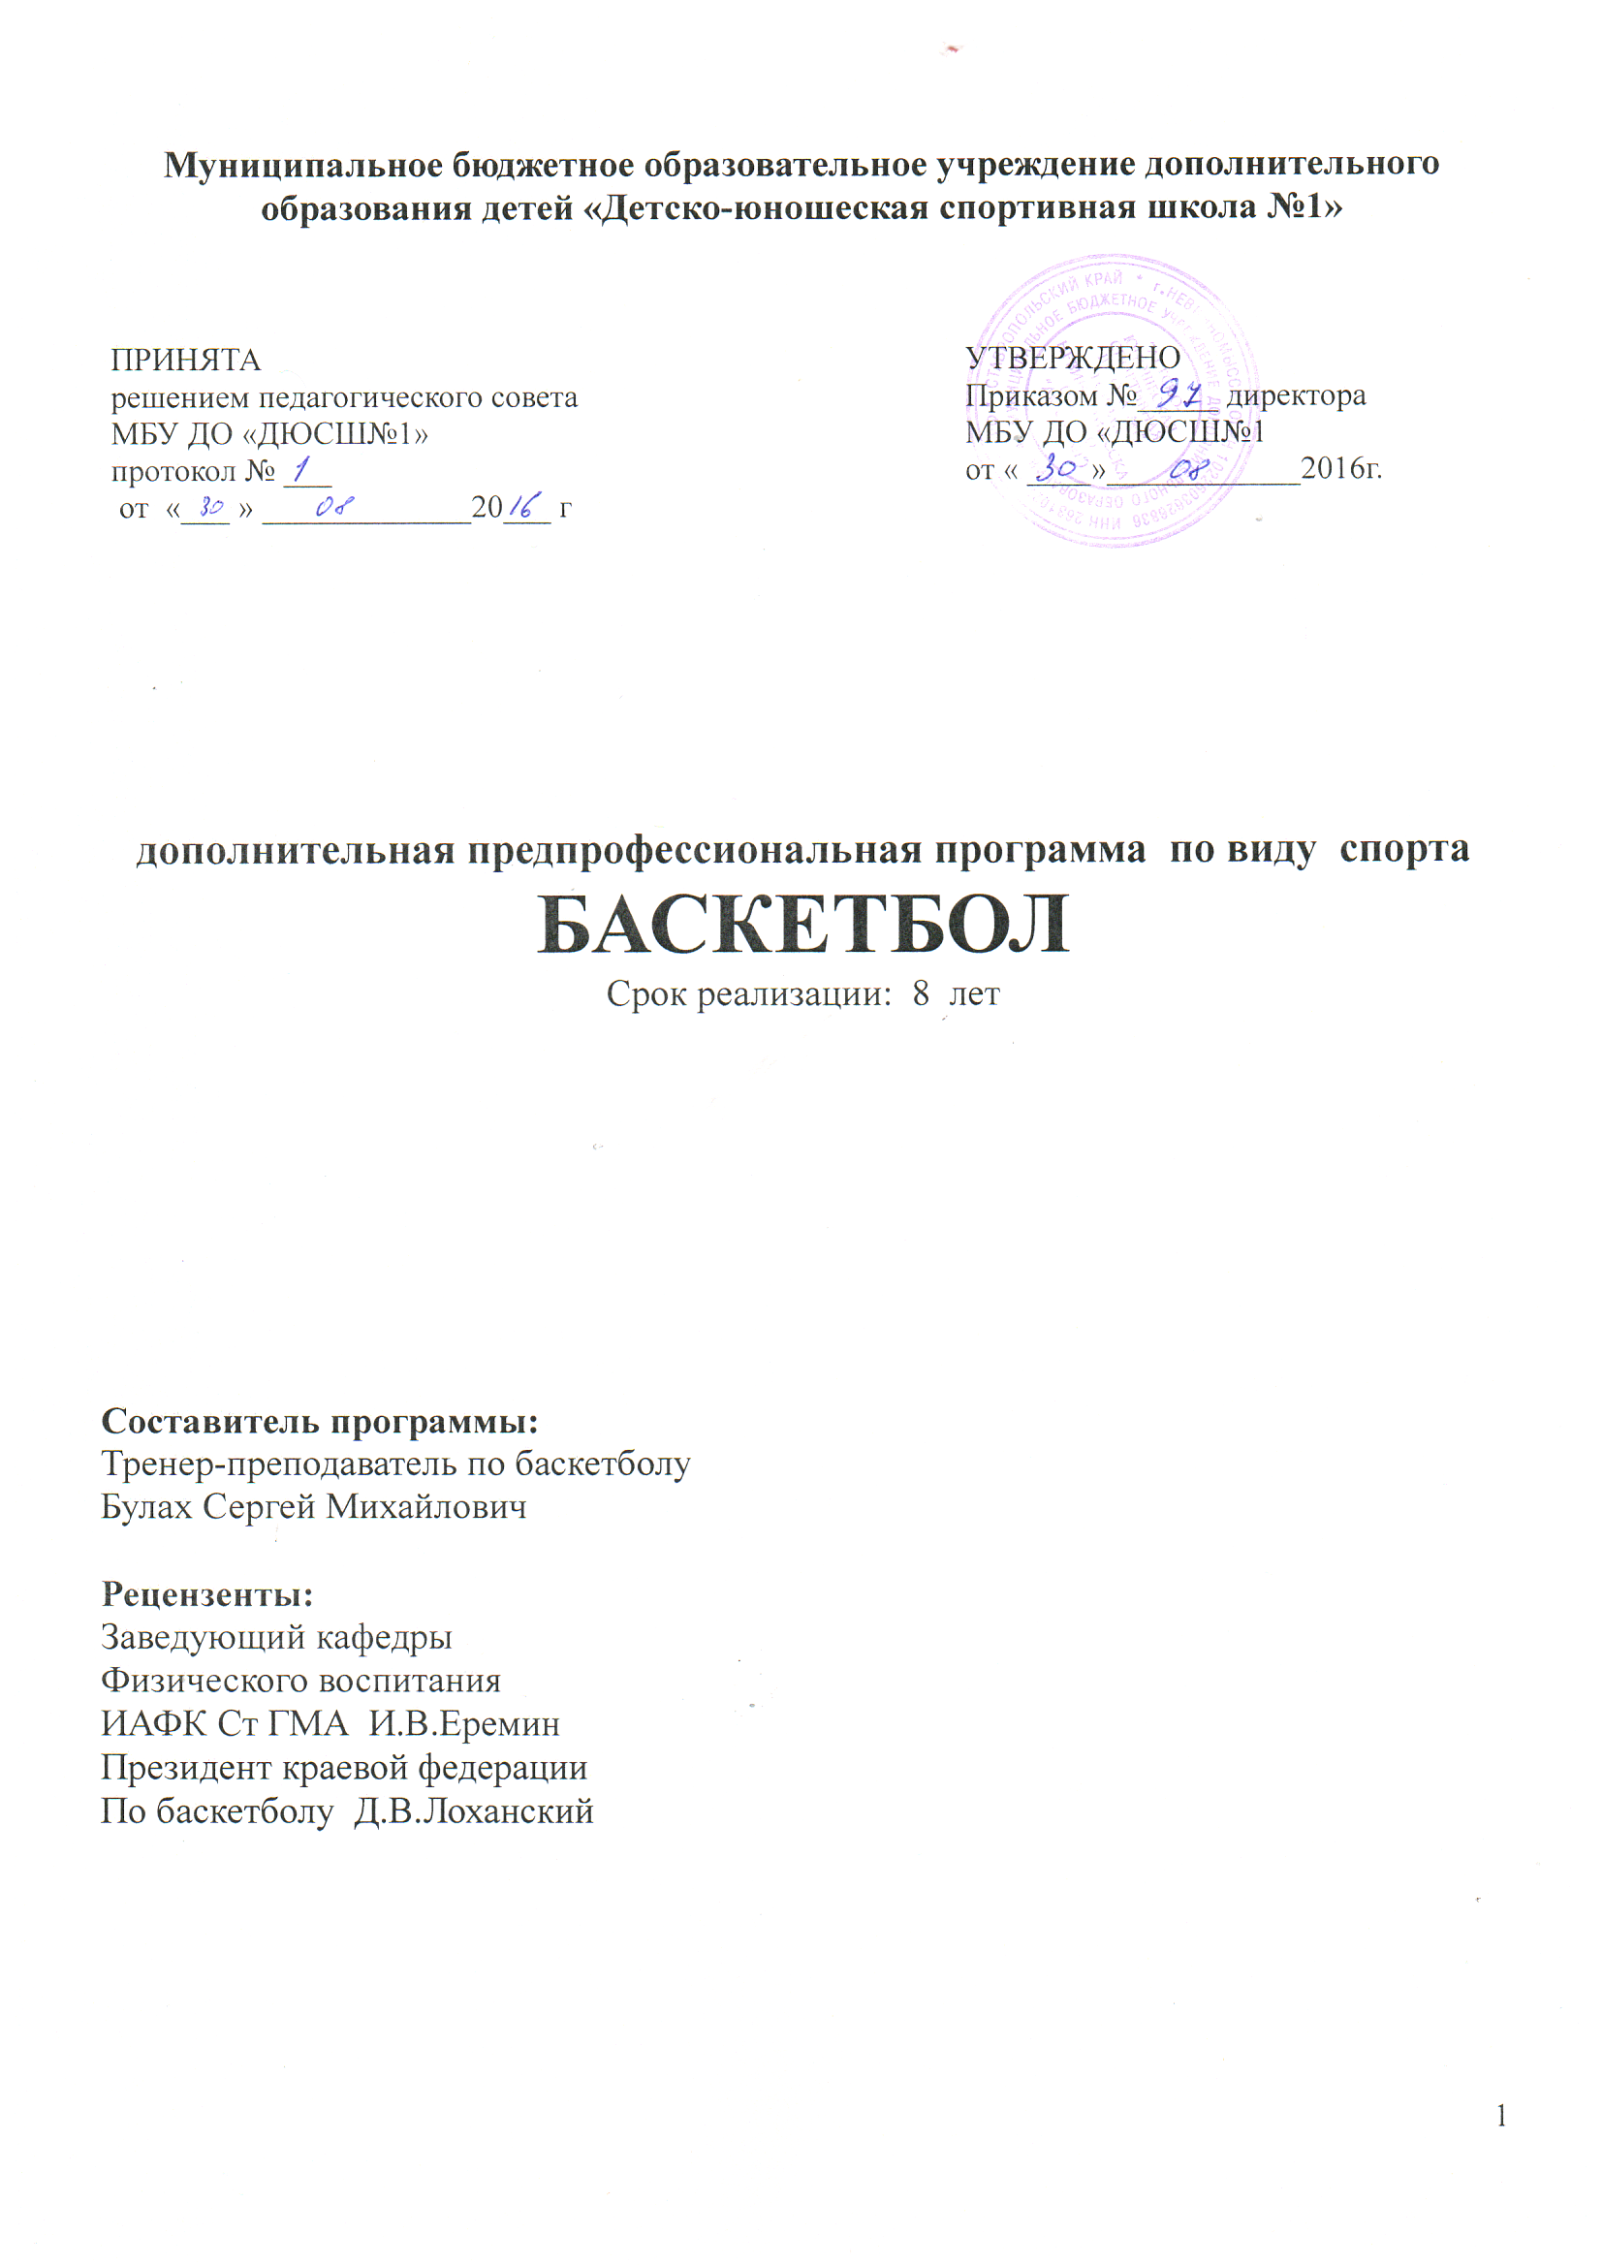 Муниципальное бюджетное образовательное учреждение дополнительного
образования детей «Детско-юношеская спортивная школа №1»
ПРИНЯТА
решением педагогического совета
МБУ ДО «ДЮСШ№1»
протокол № 1
от «30» 08 2016 г
УТВЕРЖДЕНО
Приказом № 97 директора
МБУ ДО «ДЮСШ№1
от «30» 08 2016г.
СТАВРОПОЛЬСКИЙ КРАЙ *
БЮДЖЕТНОЕ
дополнительная предпрофессиональная программа по виду спорта
БАСКЕТБОЛ
Срок реализации: 8 лет
Составитель программы:
Тренер-преподаватель по баскетболу
Булах Сергей Михайлович
Рецензенты:
Заведующий кафедры
Физического воспитания
ИАФК Ст ГМА И.В.Еремин
Президент краевой федерации
По баскетболу Д.В.Лоханский
1